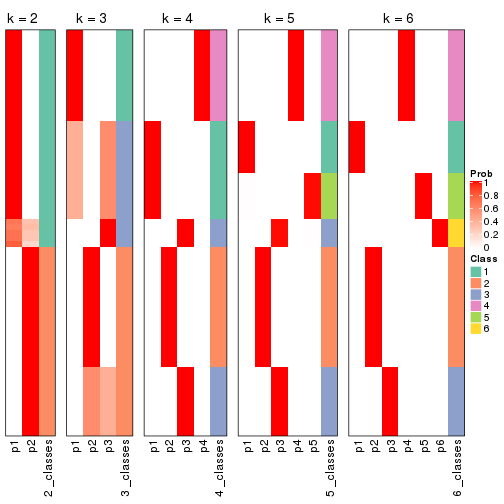 k = 2
k = 3
k = 4
k = 5
k = 6
Prob
1
0.8
0.6
0.4
0.2
0
Class
1
2
3
4
5
6
p1
p2
2_classes
p1
p2
p3
3_classes
p1
p2
p3
p4
4_classes
p1
p2
p3
p4
p5
5_classes
p1
p2
p3
p4
p5
p6
6_classes